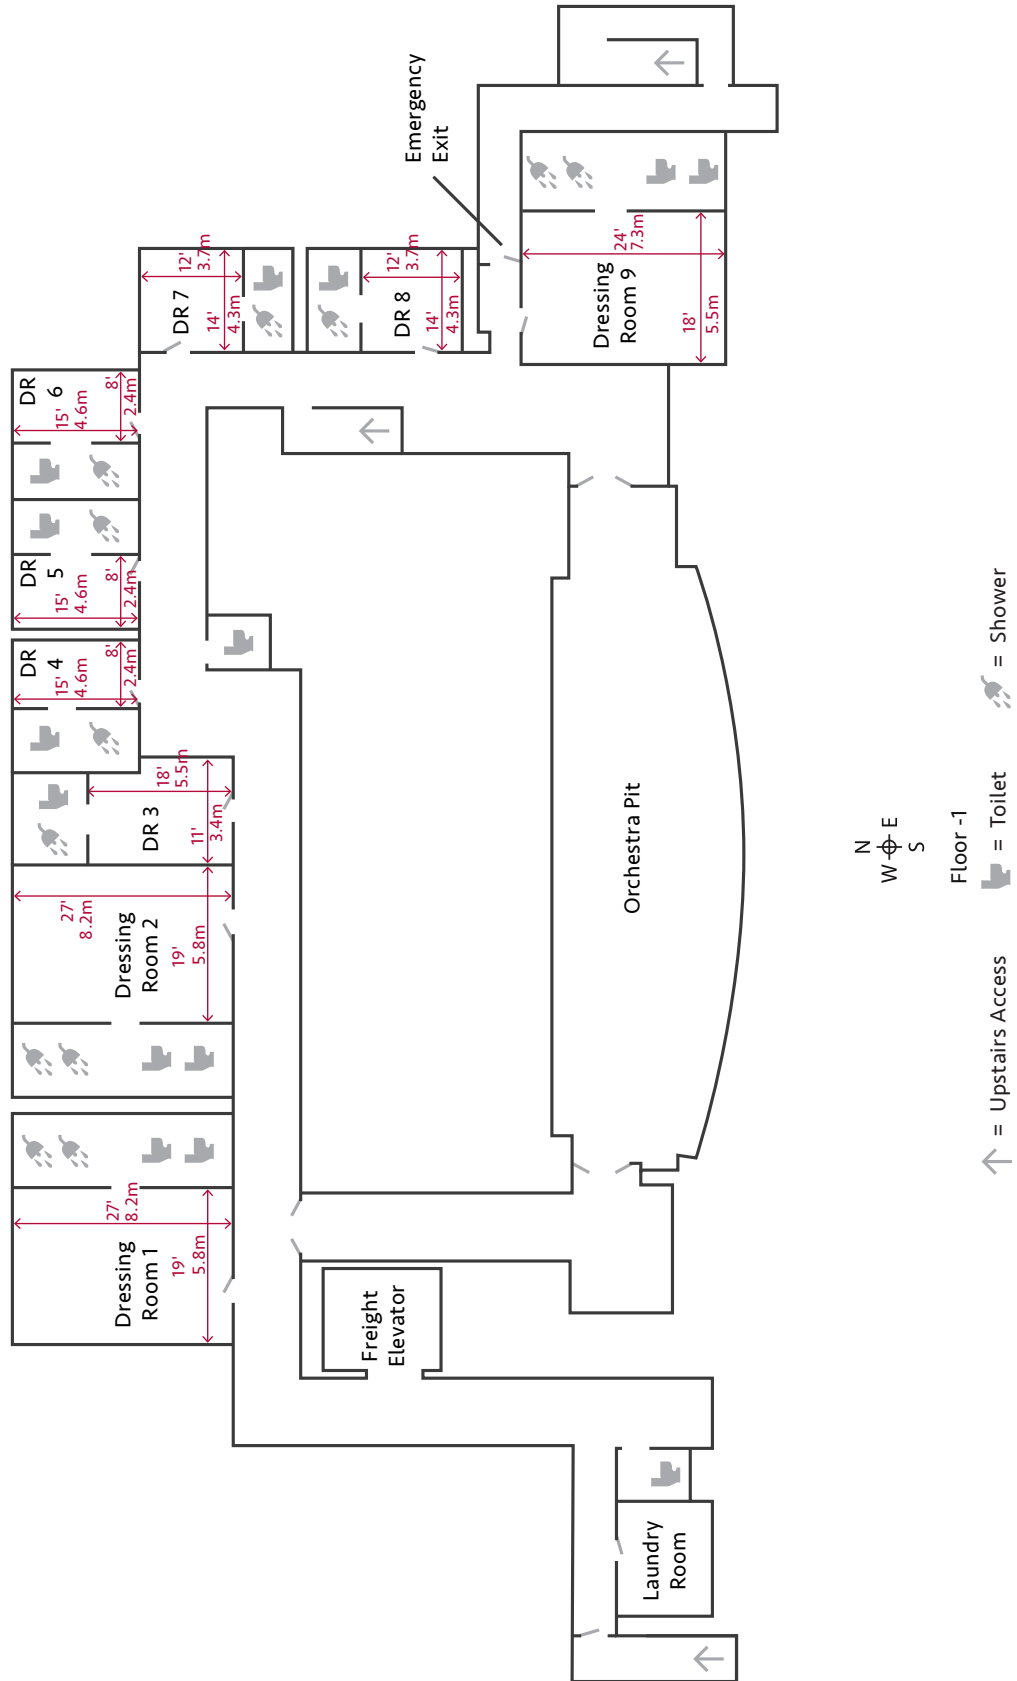 Dressing
Room 1
27'
8.2m
19'
5.8m
Dressing
Room 2
27'
8.2m
19'
5.8m
DR 3
18'
5.5m
11'
3.4m
DR
4
15'
4.6m
8'
2.4m
DR
5
15'
4.6m
8'
2.4m
DR
6
15'
4.6m
8'
2.4m
DR 7
12'
3.7m
14'
4.3m
DR 8
12'
3.7m
14'
4.3m
Emergency
Exit
Dressing
Room 9
24'
7.3m
18'
5.5m
Freight
Elevator
Orchestra Pit
Laundry
Room
N
W E
S
Floor -1
= Upstairs Access = Toilet = Shower